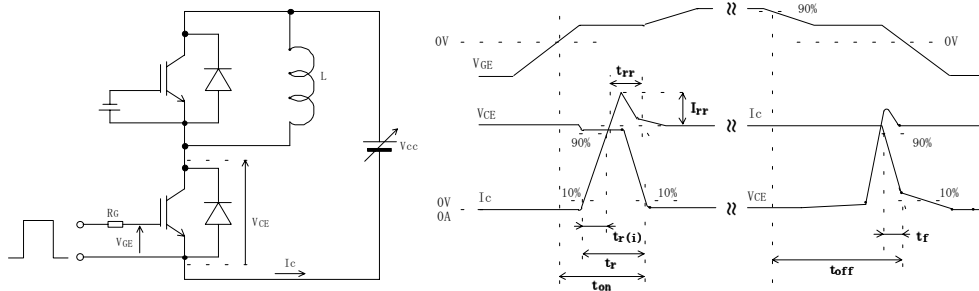 L
Vcc
RG
VGE
VCE
Ic
0V
VGE
90%
0V
trr
Irr
VCE
Ic
90%
90%
0V
0A
Ic
10%
10%
VCE
10%
tr(i)
tr
ton
tf
toff